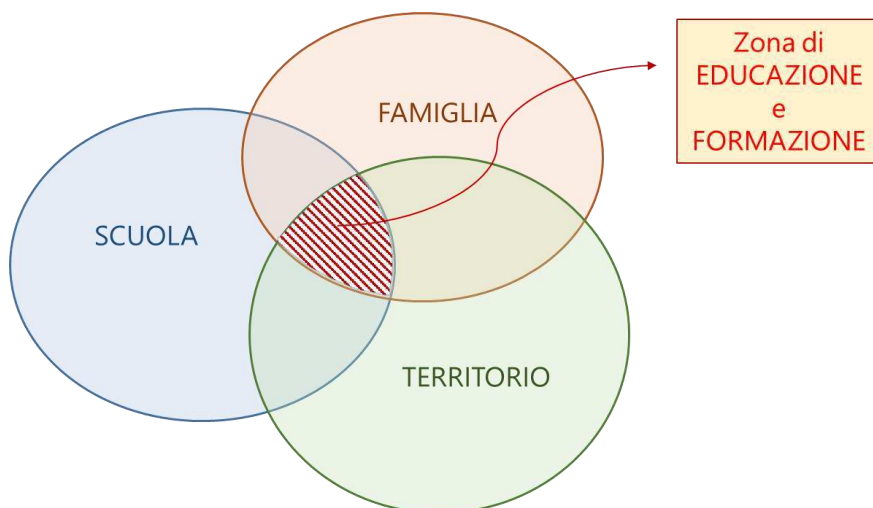 Zona di
EDUCAZIONE
e
FORMAZIONE
FAMIGLIA
SCUOLA
TERRITORIO